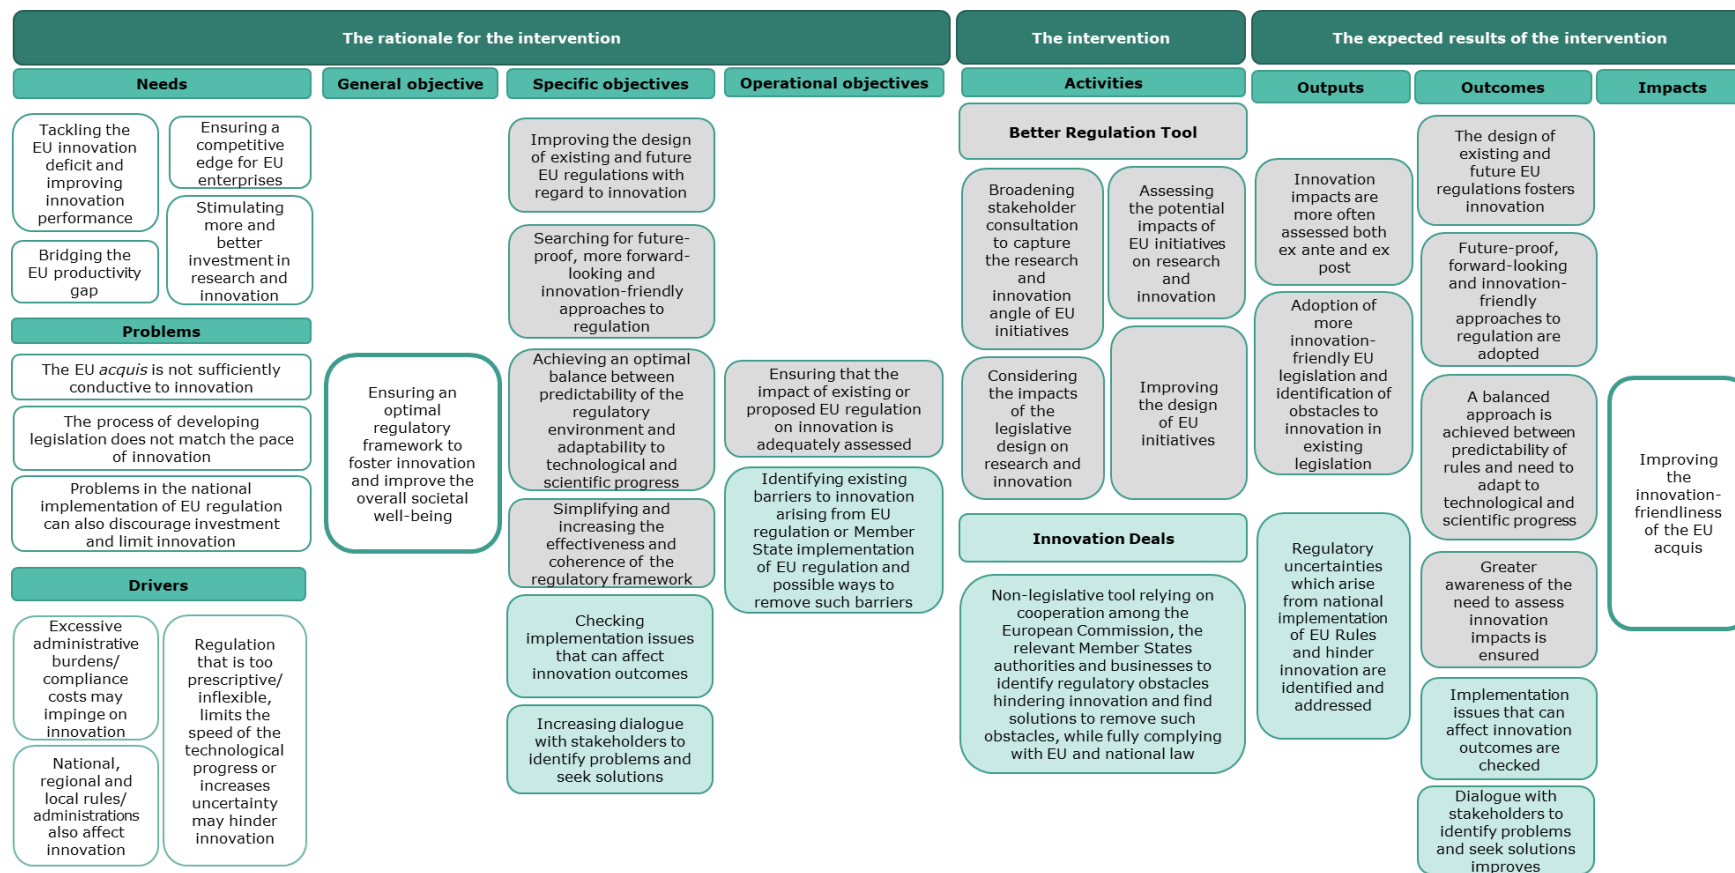 The rationale for the intervention
The intervention
The expected results of the intervention
Needs
General objective
Specific objectives
Operational objectives
Activities
Outputs
Outcomes
Impacts
Tackling the
EU innovation
deficit and
improving
innovation
performance
Ensuring a
competitive
edge for EU
enterprises
Bridging the
EU productivity
gap
Stimulating
more and
better
investment in
research and
innovation
Problems
The EU acquis is not sufficiently
conductive to innovation
The process of developing
legislation does not match the pace
of innovation
Problems in the national
implementation of EU regulation
can also discourage investment
and limit innovation
Drivers
Excessive
administrative
burdens/
compliance
costs may
impinge on
innovation
National,
regional and
local rules/
administrations
also affect
innovation
Regulation
that is too
prescriptive/
inflexible,
limits the
speed of the
technological
progress or
increases
uncertainty
may hinder
innovation
Ensuring an
optimal
regulatory
framework to
foster innovation
and improve the
overall societal
well-being
Improving the design
of existing and future
EU regulations with
regard to innovation
Searching for future-
proof, more forward-
looking and
innovation-friendly
approaches to
regulation
Achieving an optimal
balance between
predictability of the
regulatory
environment and
adaptability to
technological and
scientific progress
Simplifying and
increasing the
effectiveness and
coherence of the
regulatory framework
Checking
implementation issues
that can affect
innovation outcomes
Increasing dialogue
with stakeholders to
identify problems and
seek solutions
Ensuring that the
impact of existing or
proposed EU regulation
on innovation is
adequately assessed
Identifying existing
barriers to innovation
arising from EU
regulation or Member
State implementation
of EU regulation and
possible ways to
remove such barriers
Better Regulation Tool
Broadening
stakeholder
consultation
to capture
the research
and
innovation
angle of EU
initiatives
Assessing
the potential
impacts of
EU initiatives
on research
and
innovation
Considering
the impacts
of the
legislative
design on
research and
innovation
Improving
the design
of EU
initiatives
Innovation Deals
Non-legislative tool relying on
cooperation among the
European Commission, the
relevant Member States
authorities and businesses to
identify regulatory obstacles
hindering innovation and find
solutions to remove such
obstacles, while fully complying
with EU and national law
Innovation
impacts are
more often
assessed both
ex ante and ex
post
Adoption of
more
innovation-
friendly EU
legislation and
identification of
obstacles to
innovation in
existing
legislation
Regulatory
uncertainties
which arise
from national
implementation
of EU Rules
and hinder
innovation are
identified and
addressed
The design of
existing and
future EU
regulations fosters
innovation
Future-proof,
forward-looking
and innovation-
friendly
approaches to
regulation are
adopted
A balanced
approach is
achieved between
predictability of
rules and need to
adapt to
technological and
scientific progress
Greater
awareness of the
need to assess
innovation
impacts is
ensured
Implementation
issues that can
affect innovation
outcomes are
checked
Dialogue with
stakeholders to
identify problems
and seek solutions
improves
Improving
the
innovation-
friendliness
of the EU
acquis